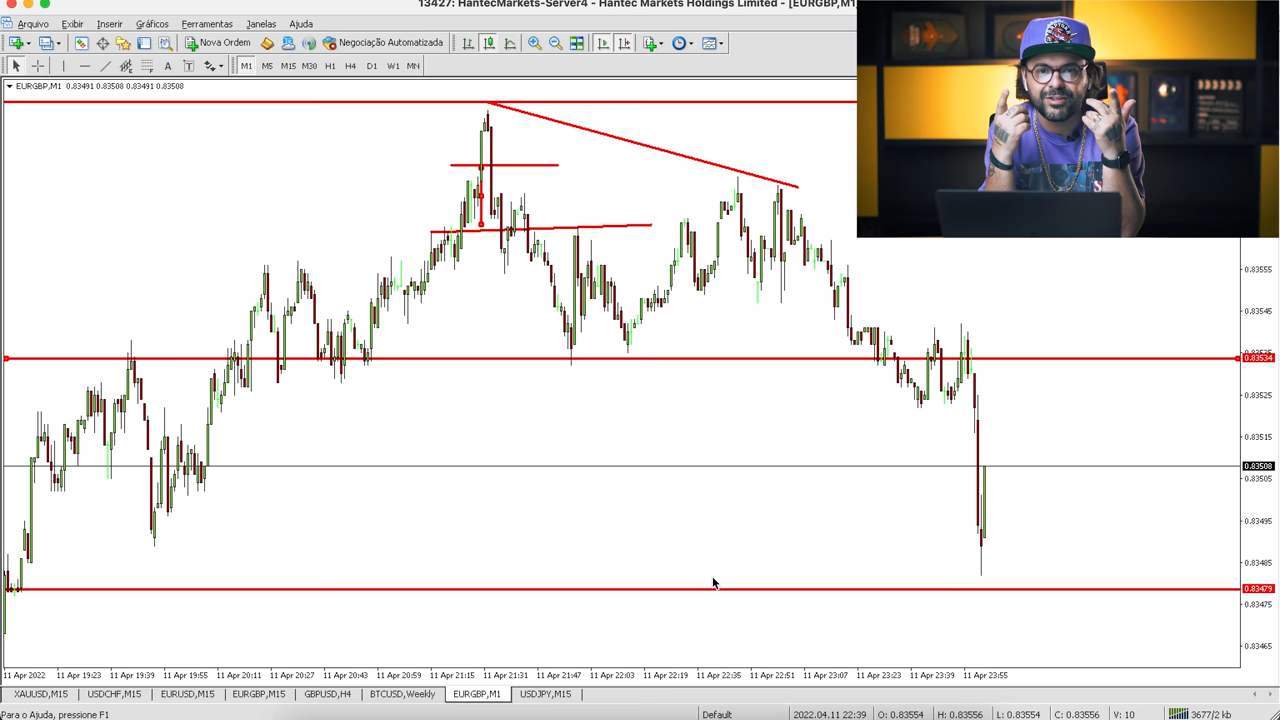 13427: HantecMarkets-Server4 - Hantec Markets Holdings Limited - [EURGBP,M1
Arquivo Exibir Inserir Gráficos Ferramentas Janelas Ajuda
Nova Ordem Negociação Automatizada
A T M1 M5 M15 M30 H1 H4 D1 W1 MN
EURGBP,M1 0.83491 0.83508 0.83491 0.83508
0.83555
0.83545
0.83534
0.83525
0.83515
0.83508
0.83505
0.83495
0.83485
0.83479
0.83475
0.83465
11 Apr 2022 11 Apr 19:23 11 Apr 19:39 11 Apr 19:55 11 Apr 20:11 11 Apr 20:27 11 Apr 20:43 11 Apr 20:59 11 Apr 21:15 11 Apr 21:31 11 Apr 21:47 11 Apr 22:03 11 Apr 22:19 11 Apr 22:35 11 Apr 22:51 11 Apr 23:07 11 Apr 23:23 11 Apr 23:39 11 Apr 23:55
XAUUSD,M15 USDCHF,M15 EURUSD,M15 EURGBP,M15 GBPUSD,H4 BTCUSD,Weekly EURGBP,M1 USDJPY,M15
Para o Ajuda, pressione F1 Default 2022.04.11 22:39 O: 0.83554 H: 0.83556 L: 0.83554 C: 0.83556 V: 10 3677/2 kb